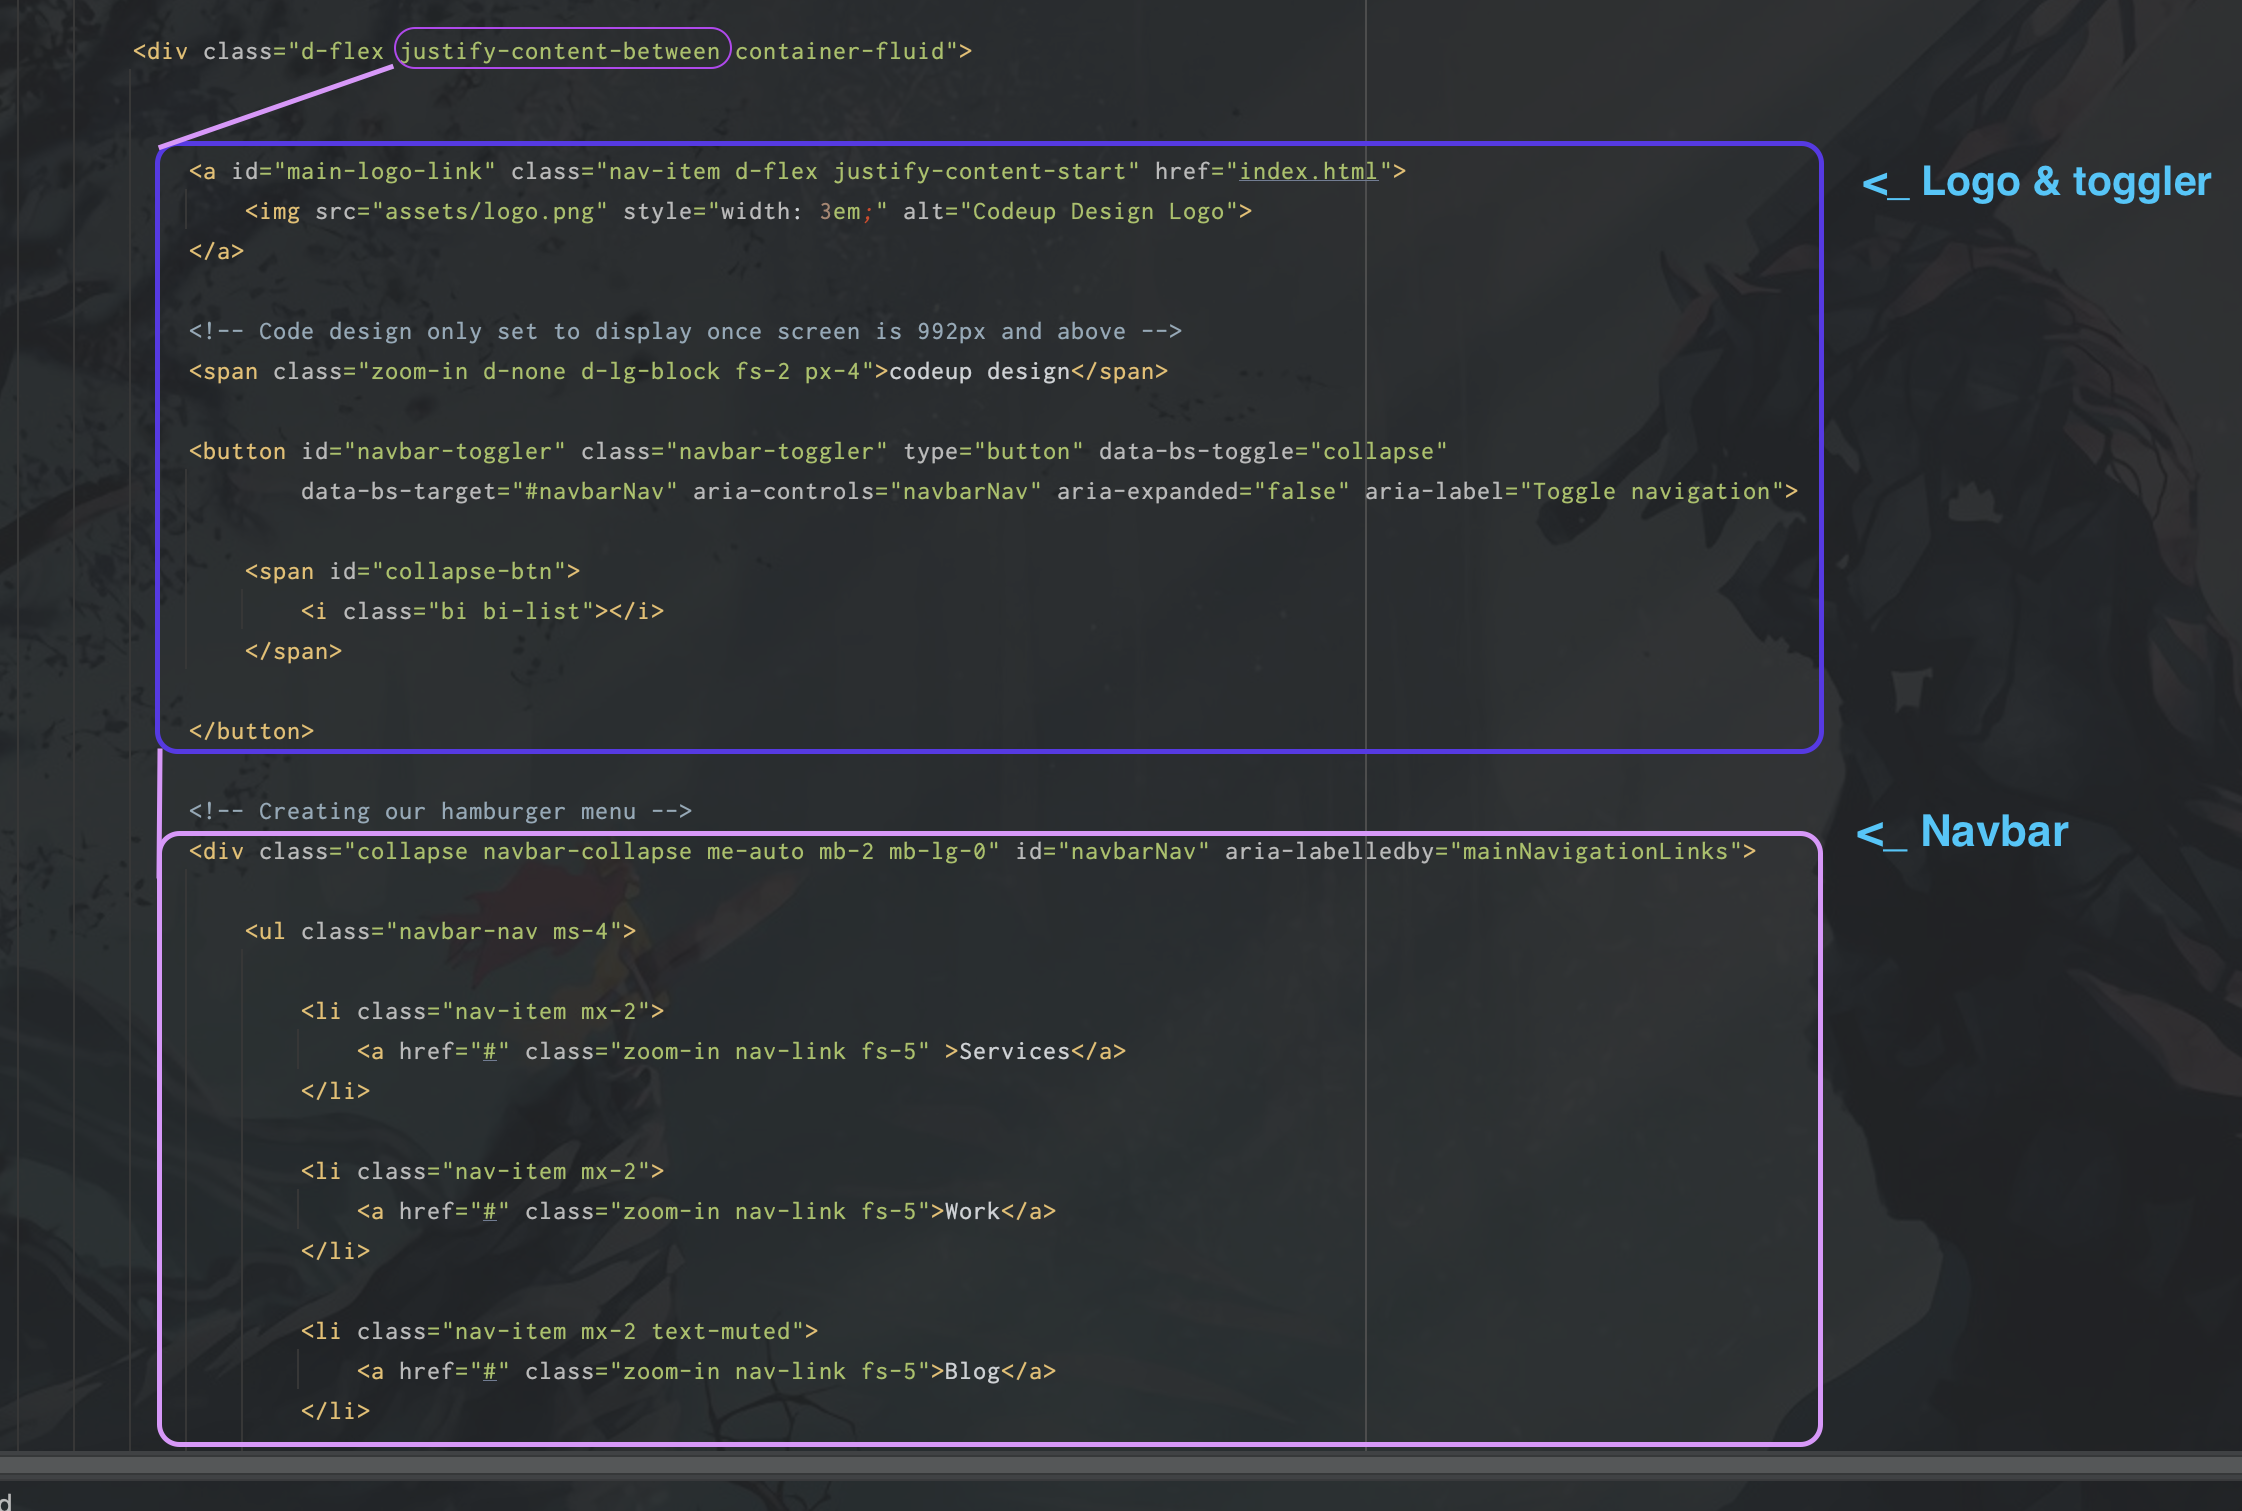 <div class="d-flex justify-content-between container-fluid">
<a id="main-logo-link" class="nav-item d-flex justify-content-start" href="index.html">
<_ Logo & toggler
<img src="assets/logo.png" style="width: 3em;" alt="Codeup Design Logo">
</a>
<!-- Code design only set to display once screen is 992px and above -->
<span class="zoom-in d-none d-lg-block fs-2 px-4">codeup design</span>
<button id="navbar-toggler" class="navbar-toggler" type="button" data-bs-toggle="collapse"
data-bs-target="#navbarNav" aria-controls="navbarNav" aria-expanded="false" aria-label="Toggle navigation">
<span id="collapse-btn">
<i class="bi bi-list"></i>
</span>
</button>
<!-- Creating our hamburger menu -->
<_ Navbar
<div class="collapse navbar-collapse me-auto mb-2 mb-lg-0" id="navbarNav" aria-labelledby="mainNavigationLinks">
<ul class="navbar-nav ms-4">
<li class="nav-item mx-2">
<a href="#" class="zoom-in nav-link fs-5" >Services</a>
</li>
<li class="nav-item mx-2">
<a href="#" class="zoom-in nav-link fs-5">Work</a>
</li>
<li class="nav-item mx-2 text-muted">
<a href="#" class="zoom-in nav-link fs-5">Blog</a>
</li>